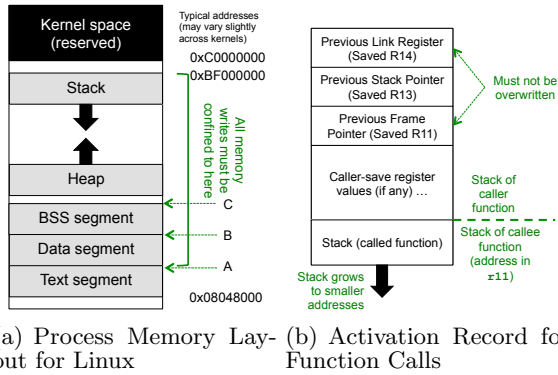 Kernel space
(reserved)
Typical addresses
(may vary slightly
across kernels)
0xC0000000
0xBF000000
Stack
All memory
writes must be
confined to here
Heap
C
BSS segment
B
Data segment
A
Text segment
0x08048000
a) Process Memory Lay-
out for Linux
Previous Link Register
(Saved R14)
Previous Stack Pointer
(Saved R13)
Previous Frame
Pointer (Saved R11)
Must not be
overwritten
Caller-save register
values (if any) ...
Stack of
caller
function
Stack (called function)
Stack of callee
function
(address in
r11)
Stack grows
to smaller
addresses
(b) Activation Record fo
Function Calls